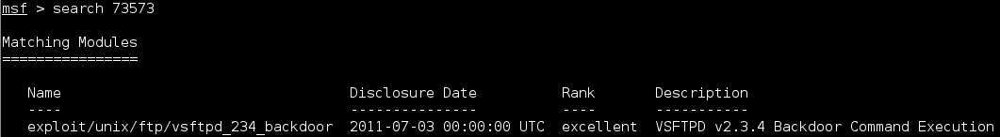 msf > search 73573
Matching Modules
================
Name Disclosure Date Rank Description
---- --------------- ---- -----------
exploit/unix/ftp/vsftpd_234_backdoor 2011-07-03 00:00:00 UTC excellent VSFTPD v2.3.4 Backdoor Command Execution